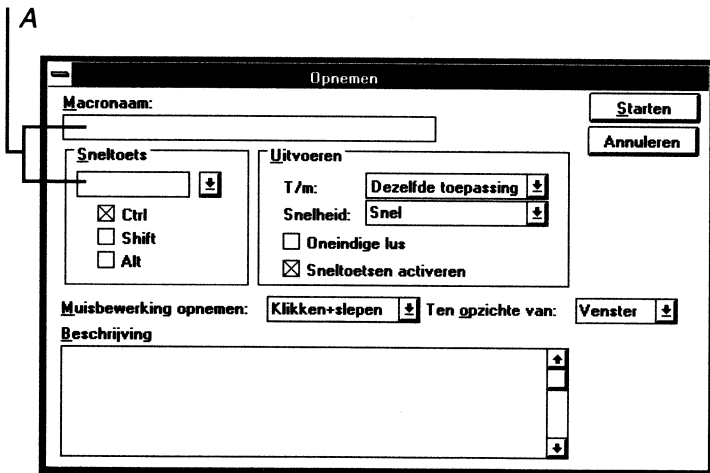 A
Opnemen
Macronaam:
Starten
Annuleren
Sneltoets
Ctrl
Shift
Alt
Uitvoeren
T/m: Dezelfde toepassing
Snelheid: Snel
Oneindige lus
Sneltoetsen activeren
Muisbewerking opnemen: Klikken+slepen Ten opzichte van: Venster
Beschrijving